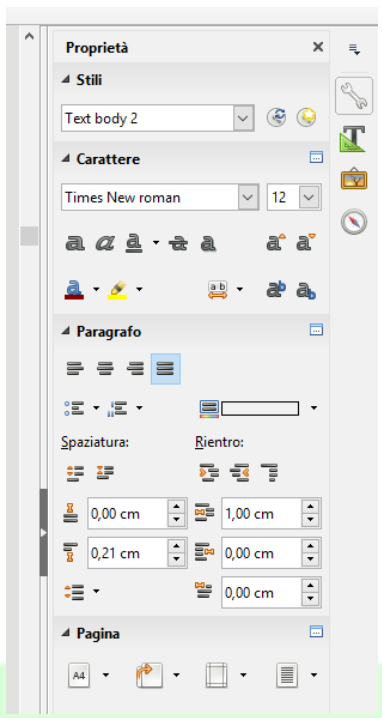 Proprietà
Stili
Text body 2
Carattere
Times New roman 12
Paragrafo
Spaziatura: Rientro:
0,00 cm 1,00 cm
0,21 cm 0,00 cm
0,00 cm
Pagina
A4